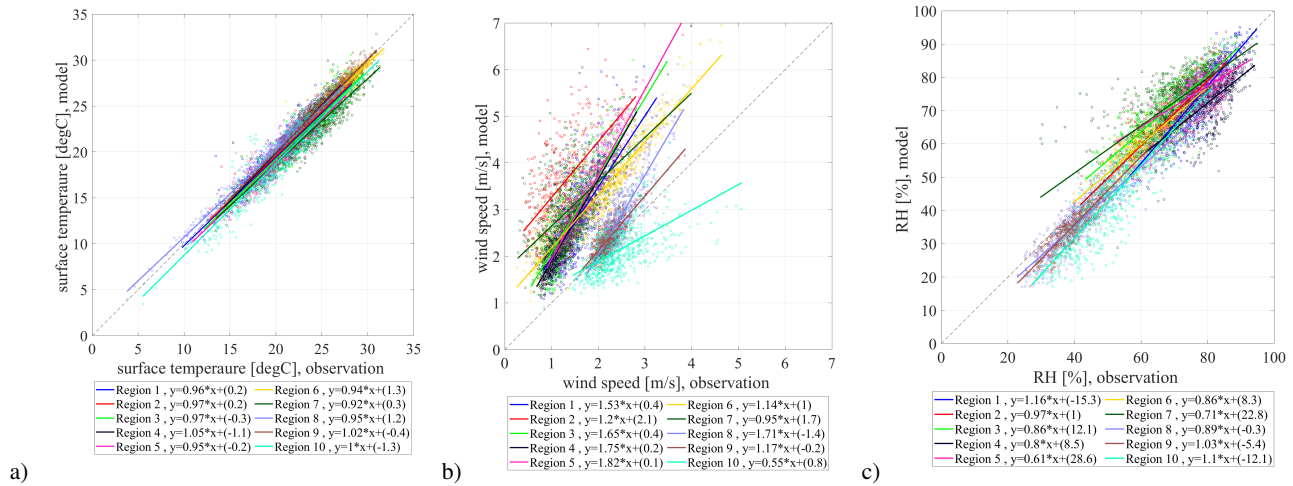 35
30
25
20
15
10
5
0
surface temperaure [degC], model
0 5 10 15 20 25 30 35
surface temperaure [degC], observation
Region 1 , y=0.96*x+(0.2)
Region 2 , y=0.97*x+(0.2)
Region 3 , y=0.97*x+(-0.3)
Region 4 , y=1.05*x+(-1.1)
Region 5 , y=0.95*x+(-0.2)
Region 6 , y=0.94*x+(1.3)
Region 7 , y=0.92*x+(0.3)
Region 8 , y=0.95*x+(1.2)
Region 9 , y=1.02*x+(-0.4)
Region 10 , y=1*x+(-1.3)
a)
7
6
5
4
3
2
1
0
wind speed [m/s], model
0 1 2 3 4 5 6 7
wind speed [m/s], observation
Region 1 , y=1.53*x+(0.4)
Region 2 , y=1.2*x+(2.1)
Region 3 , y=1.65*x+(0.4)
Region 4 , y=1.75*x+(0.2)
Region 5 , y=1.82*x+(0.1)
Region 6 , y=1.14*x+(1)
Region 7 , y=0.95*x+(1.7)
Region 8 , y=1.71*x+(-1.4)
Region 9 , y=1.17*x+(-0.2)
Region 10 , y=0.55*x+(0.8)
b)
100
90
80
70
60
50
40
30
20
10
0
RH [%], model
0 20 40 60 80 100
RH [%], observation
Region 1 , y=1.16*x+(-15.3)
Region 2 , y=0.97*x+(1)
Region 3 , y=0.86*x+(12.1)
Region 4 , y=0.8*x+(8.5)
Region 5 , y=0.61*x+(28.6)
Region 6 , y=0.86*x+(8.3)
Region 7 , y=0.71*x+(22.8)
Region 8 , y=0.89*x+(-0.3)
Region 9 , y=1.03*x+(-5.4)
Region 10 , y=1.1*x+(-12.1)
c)